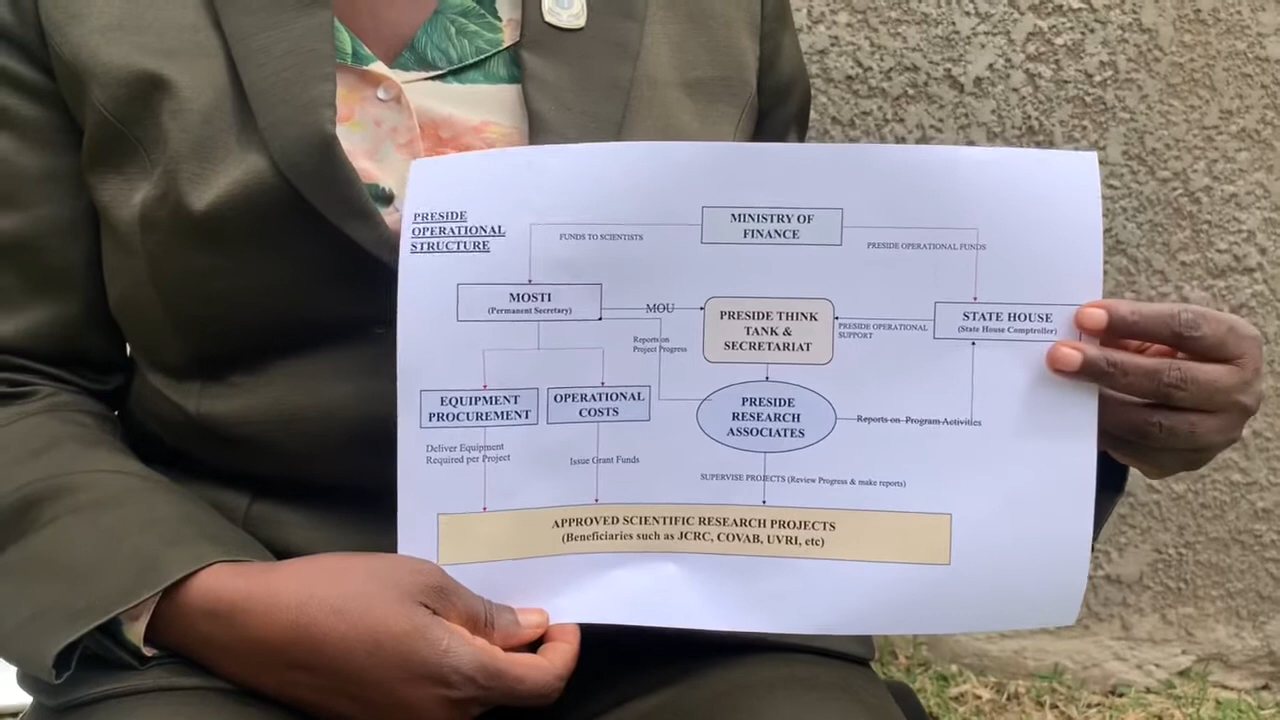 PRESIDE
OPERATIONAL
STRUCTURE
MINISTRY OF
FINANCE
FUNDS TO SCIENTISTS
PRESIDE OPERATIONAL FUNDS
MOSTI
(Permanent Secretary)
MOU
PRESIDE THINK
TANK &
SECRETARIAT
PRESIDE OPERATIONAL
SUPPORT
STATE HOUSE
(State House Comptroller)
Reports on
Project Progress
EQUIPMENT
PROCUREMENT
OPERATIONAL
COSTS
PRESIDE
RESEARCH
ASSOCIATES
Reports on Program Activities
Deliver Equipment
Required per Project
Issue Grant Funds
SUPERVISE PROJECTS (Review Progress & make reports)
APPROVED SCIENTIFIC RESEARCH PROJECTS
(Beneficiaries such as JCRC, COVAB, UVRI, etc)